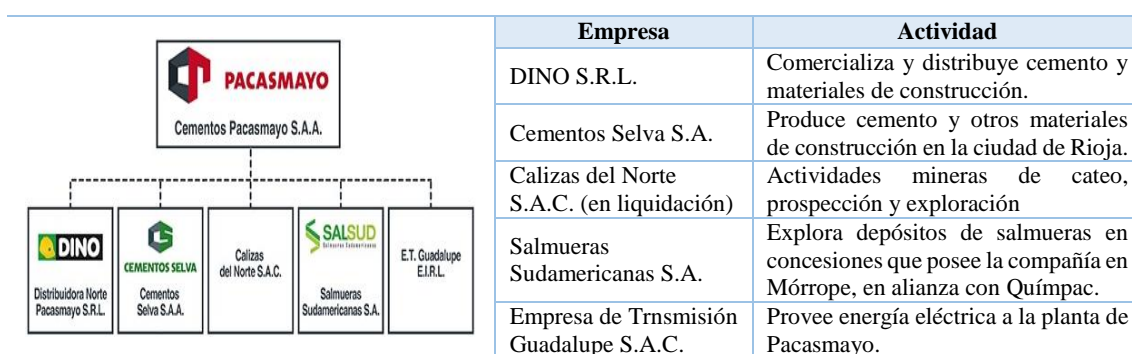 PACASMAYO
Cementos Pacasmayo S.A.A.
DINO
Distribuidora Norte
Pacasmayo S.R.L.
CEMENTOS SELVA
Cementos
Selva S.A.A.
Calizas
del Norte S.A.C.
SALSUD
Salmueras Sudamericanas
Salmueras
Sudamericanas S.A.
E.T. Guadalupe
E.I.R.L.
Empresa Actividad
DINO S.R.L. Comercializa y distribuye cemento y
materiales de construcción.
Cementos Selva S.A. Produce cemento y otros materiales
de construcción en la ciudad de Rioja.
Calizas del Norte
S.A.C. (en liquidación)
Actividades mineras de cateo,
prospección y exploración
Salmueras
Sudamericanas S.A.
Explora depósitos de salmueras en
concesiones que posee la compañía en
Mórrope, en alianza con Químpac.
Empresa de Trnsmisión
Guadalupe S.A.C.
Provee energía eléctrica a la planta de
Pacasmayo.